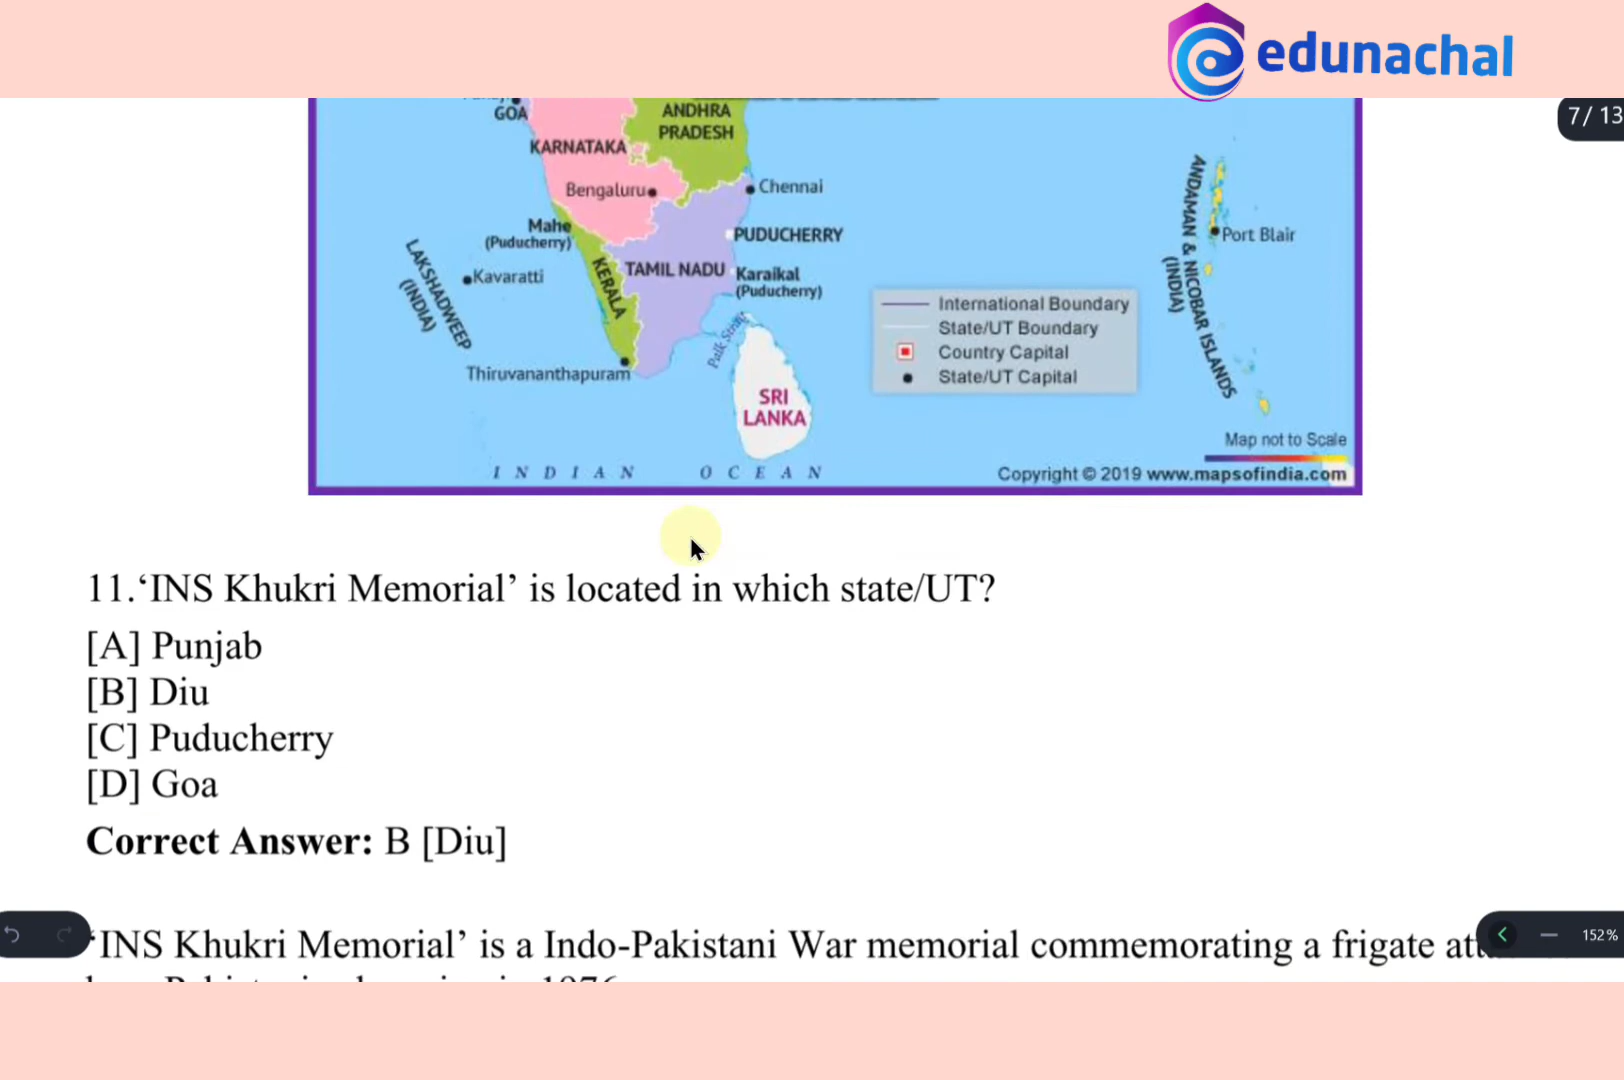 edunachal
7 / 13
GOA
ANDHRA
PRADESH
KARNATAKA
Bengaluru
Chennai
Mahe
(Puducherry)
PUDUCHERRY
LAKSHADWEEP
(INDIA)
Kavaratti
KERALA
TAMIL NADU
Karaikal
(Puducherry)
Palk Strait
Thiruvananthapuram
SRI
LANKA
ANDAMAN & NICOBAR ISLANDS
(INDIA)
Port Blair
International Boundary
State/UT Boundary
Country Capital
State/UT Capital
Map not to Scale
INDIAN OCEAN
Copyright © 2019 www.mapsofindia.com
11.‘INS Khukri Memorial’ is located in which state/UT?
[A] Punjab
[B] Diu
[C] Puducherry
[D] Goa
Correct Answer: B [Diu]
‘INS Khukri Memorial’ is a Indo-Pakistani War memorial commemorating a frigate
152%